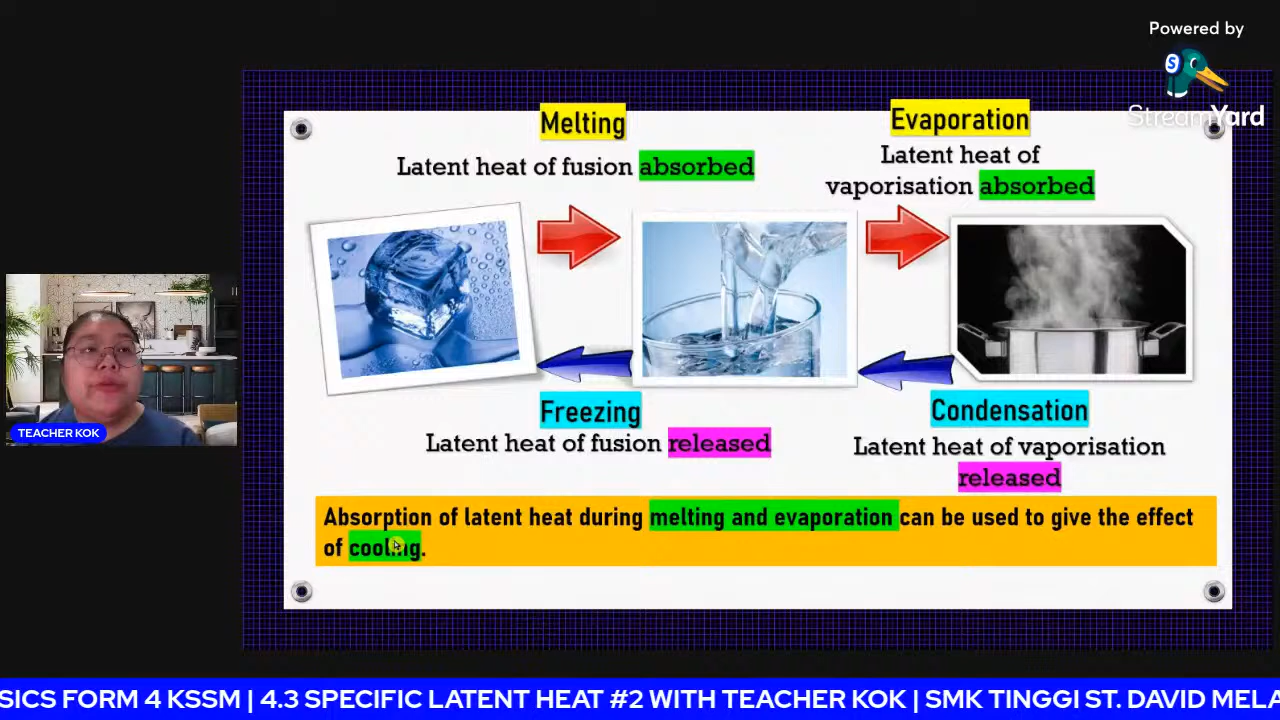 Powered by
StreamYard
Melting
Latent heat of fusion absorbed
Evaporation
Latent heat of
vaporisation absorbed
Freezing
Latent heat of fusion released
Condensation
Latent heat of vaporisation
released
Absorption of latent heat during melting and evaporation can be used to give the effect
of cooling.
TEACHER KOK
SICS FORM 4 KSSM | 4.3 SPECIFIC LATENT HEAT #2 WITH TEACHER KOK | SMK TINGGI ST. DAVID MELA